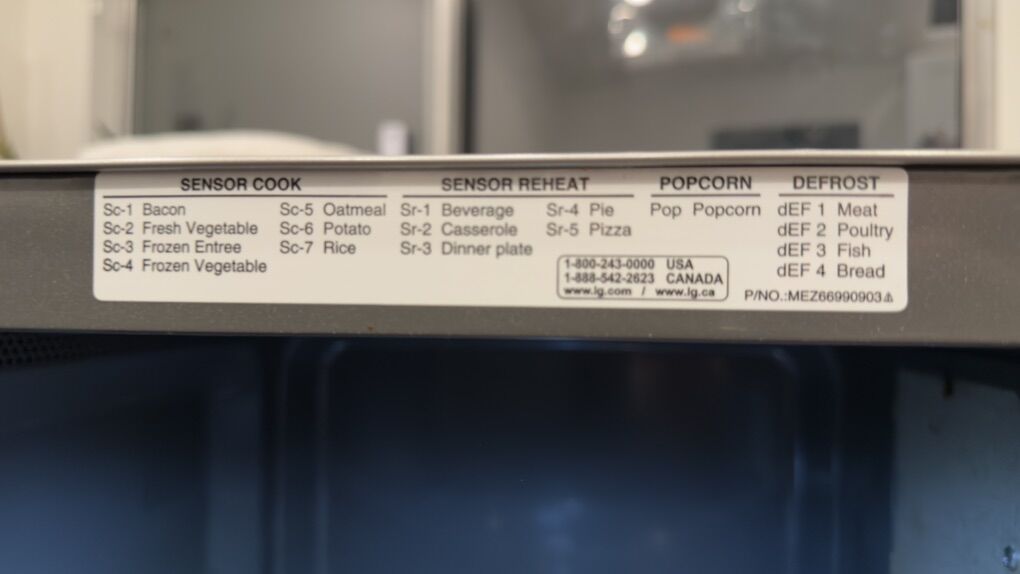 SENSOR COOK
Sc-1 Bacon
Sc-2 Fresh Vegetable
Sc-3 Frozen Entree
Sc-4 Frozen Vegetable
Sc-5 Oatmeal
Sc-6 Potato
Sc-7 Rice
SENSOR REHEAT
Sr-1 Beverage
Sr-2 Casserole
Sr-3 Dinner plate
Sr-4 Pie
Sr-5 Pizza
POPCORN
Pop Popcorn
DEFROST
dEF 1 Meat
dEF 2 Poultry
dEF 3 Fish
dEF 4 Bread
1-800-243-0000 USA
1-888-542-2623 CANADA
www.lg.com / www.lg.ca
P/NO.:MEZ66990903